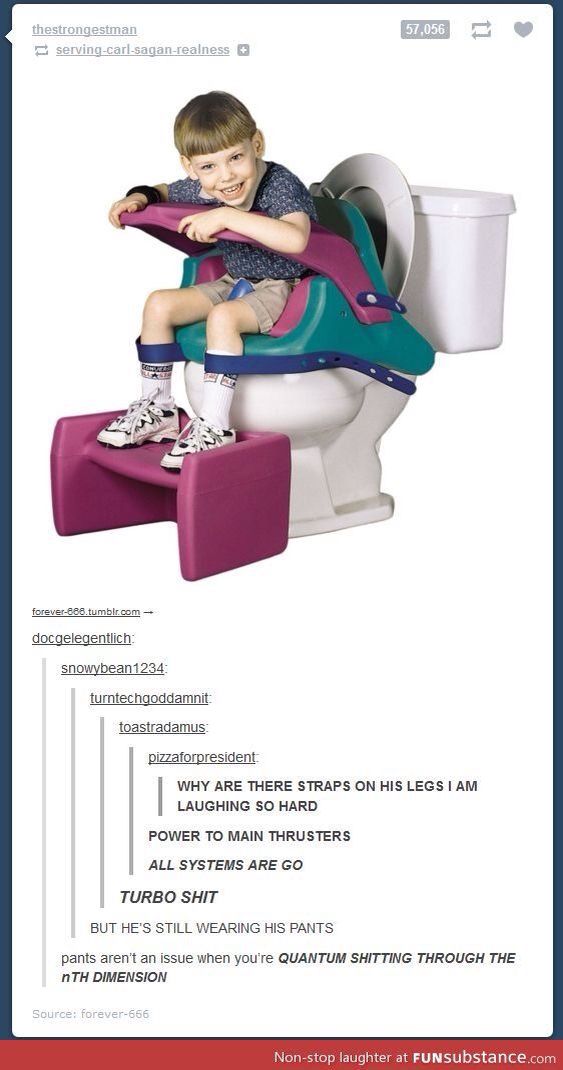 thestrongestman
57,056
serving-carl-sagan-realness
CONVERSE
ALL STAR
forever-666.tumblr.com →
docgelegentlich:
snowybean1234:
turntechgoddamnit:
toastradamus:
pizzaforpresident:
WHY ARE THERE STRAPS ON HIS LEGS I AM
LAUGHING SO HARD
POWER TO MAIN THRUSTERS
ALL SYSTEMS ARE GO
TURBO SHIT
BUT HE'S STILL WEARING HIS PANTS
pants aren't an issue when you're QUANTUM SHITTING THROUGH THE
nTH DIMENSION
Source: forever-666
Non-stop laughter at FUNsubstance.com